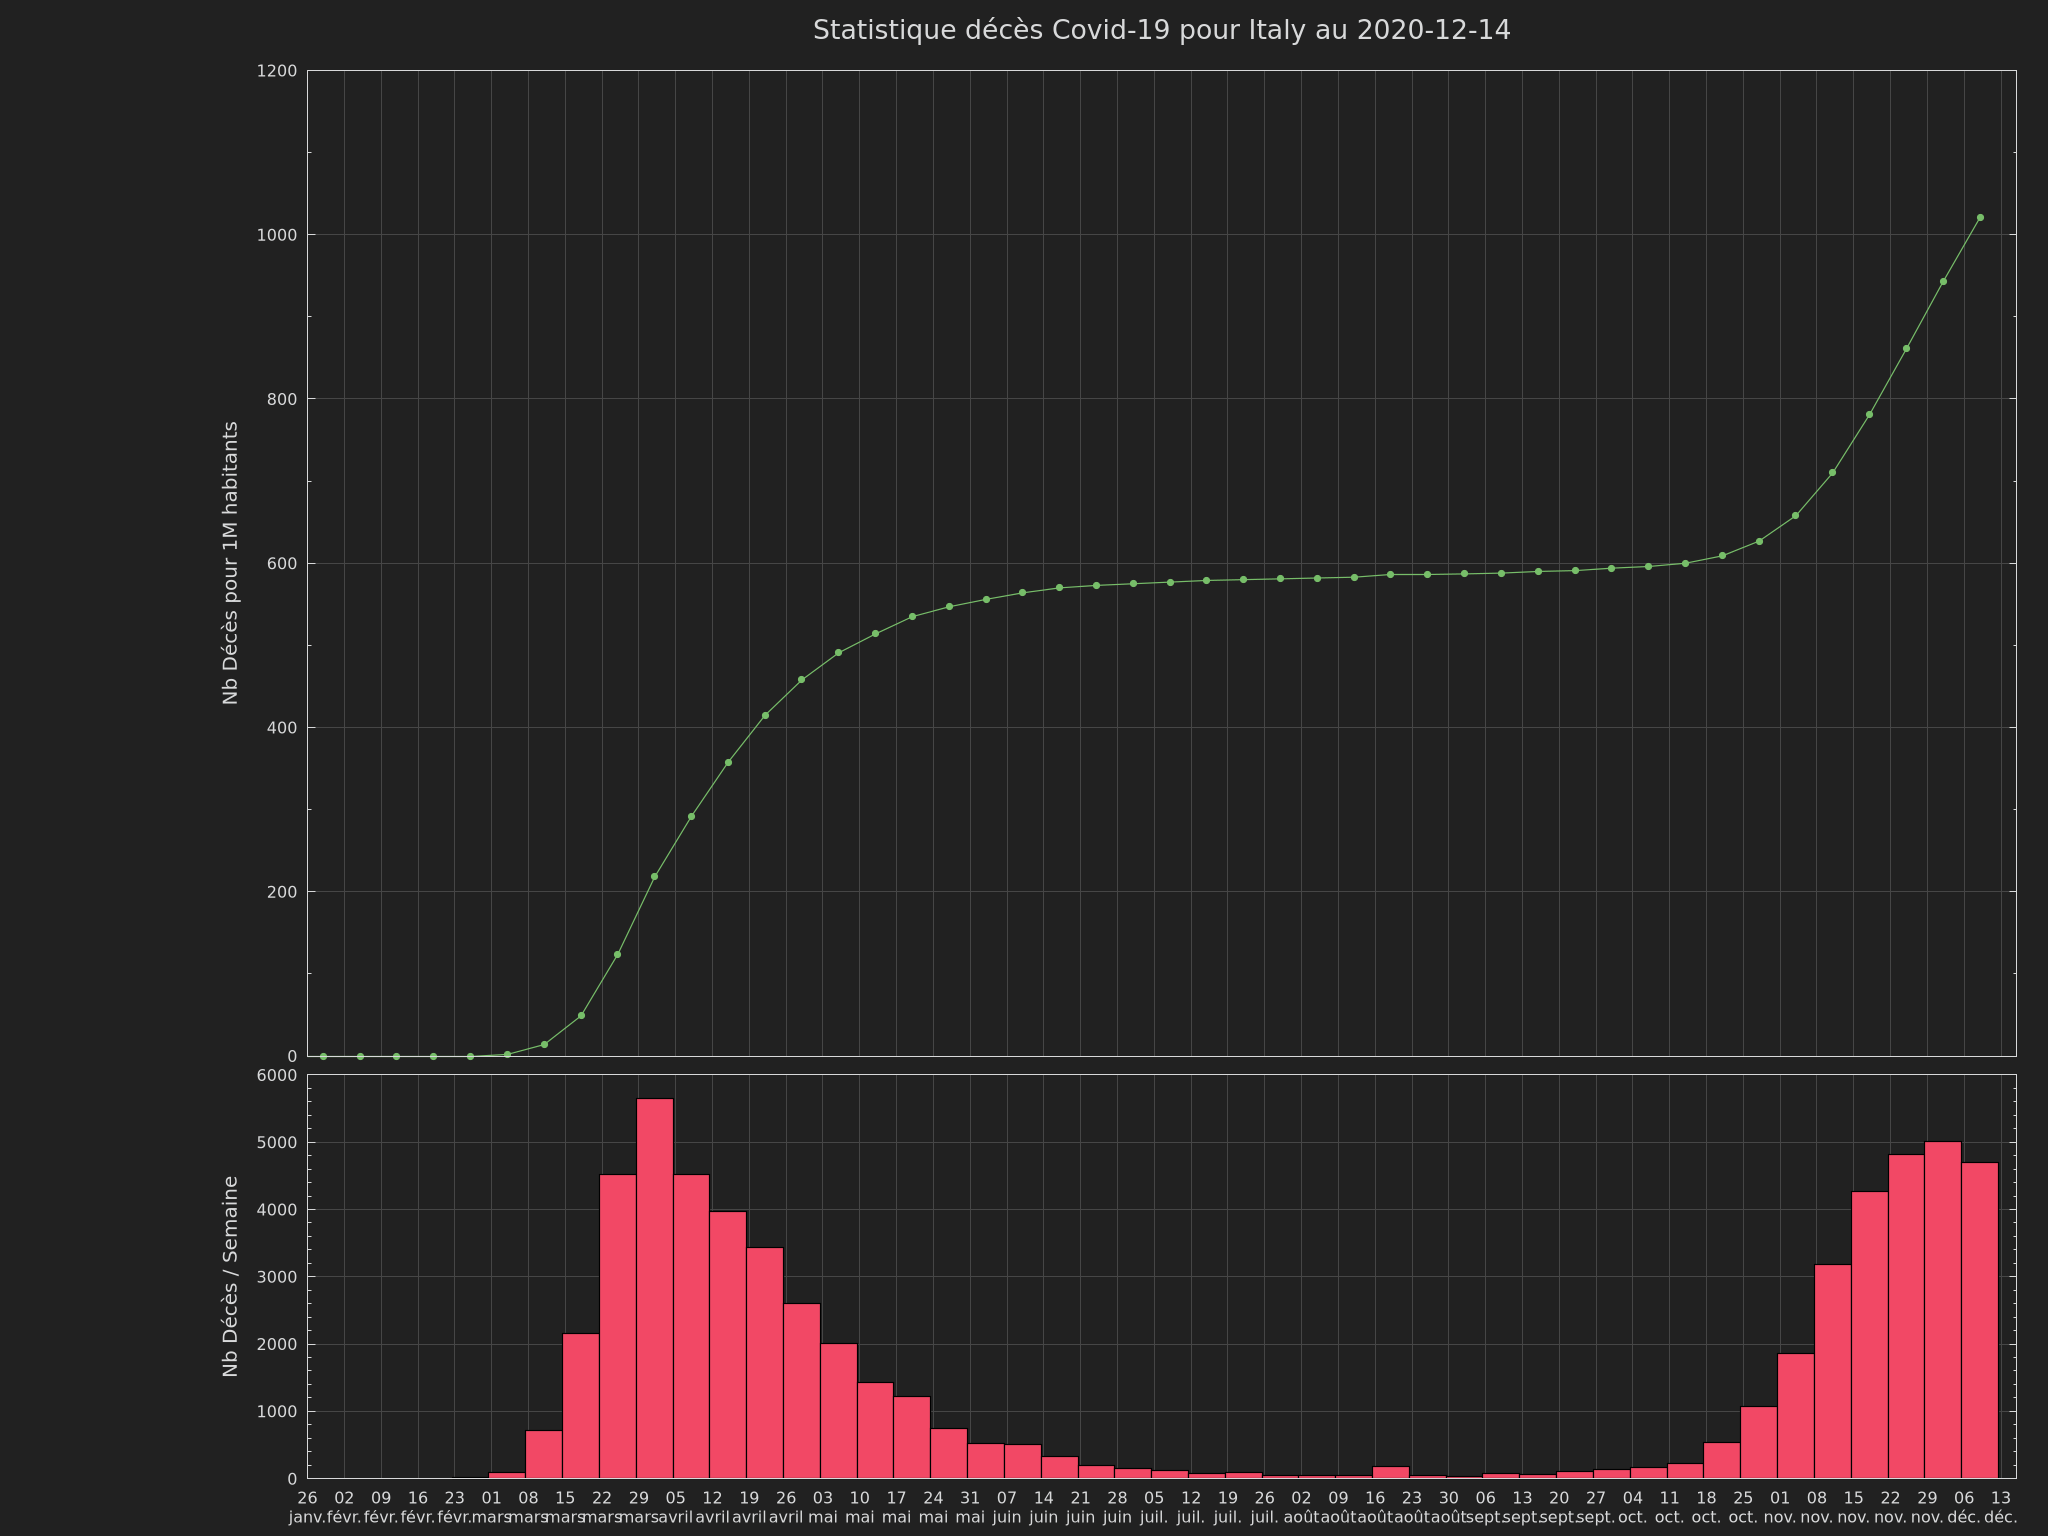 Statistique décès Covid-19 pour Italy au 2020-12-14
1200
1000
800
600
400
200
0
Nb Décès pour 1M habitants
6000
5000
4000
3000
2000
1000
0
Nb Décès / Semaine
26 02 09 16 23 01 08 15 22 29 05 12 19 26 03 10 17 24 31 07 14 21 28 05 12 19 26 02 09 16 23 30 06 13 20 27 04 11 18 25 01 08 15 22 29 06 13
janv. févr. févr. févr. févr. mars mars mars mars mars avril avril avril avril mai mai mai mai mai juin juin juin juin juil. juil. juil. juil. août août août août août sept. sept. sept. sept. oct. oct. oct. oct. nov. nov. nov. nov. nov. déc. déc.